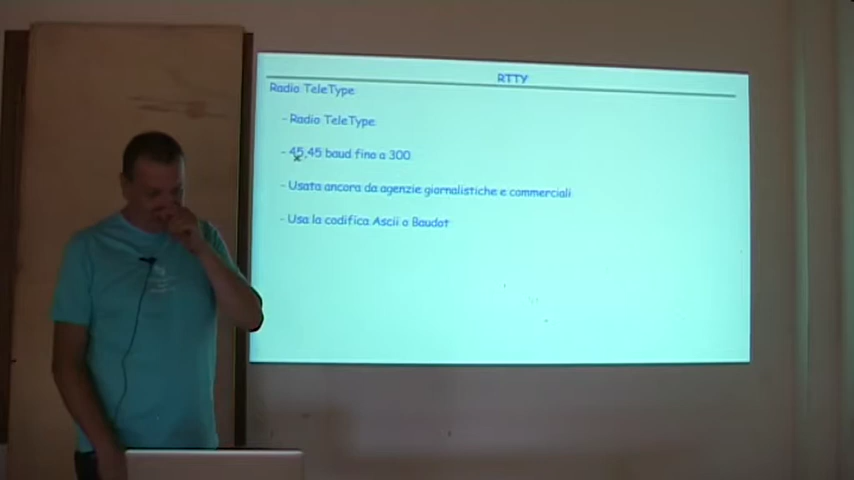 RTTY
Radio TeleType
- Radio TeleType
- 45,45 baud fino a 300
- Usata ancora da agenzie giornalistiche e commerciali
- Usa la codifica Ascii o Baudot